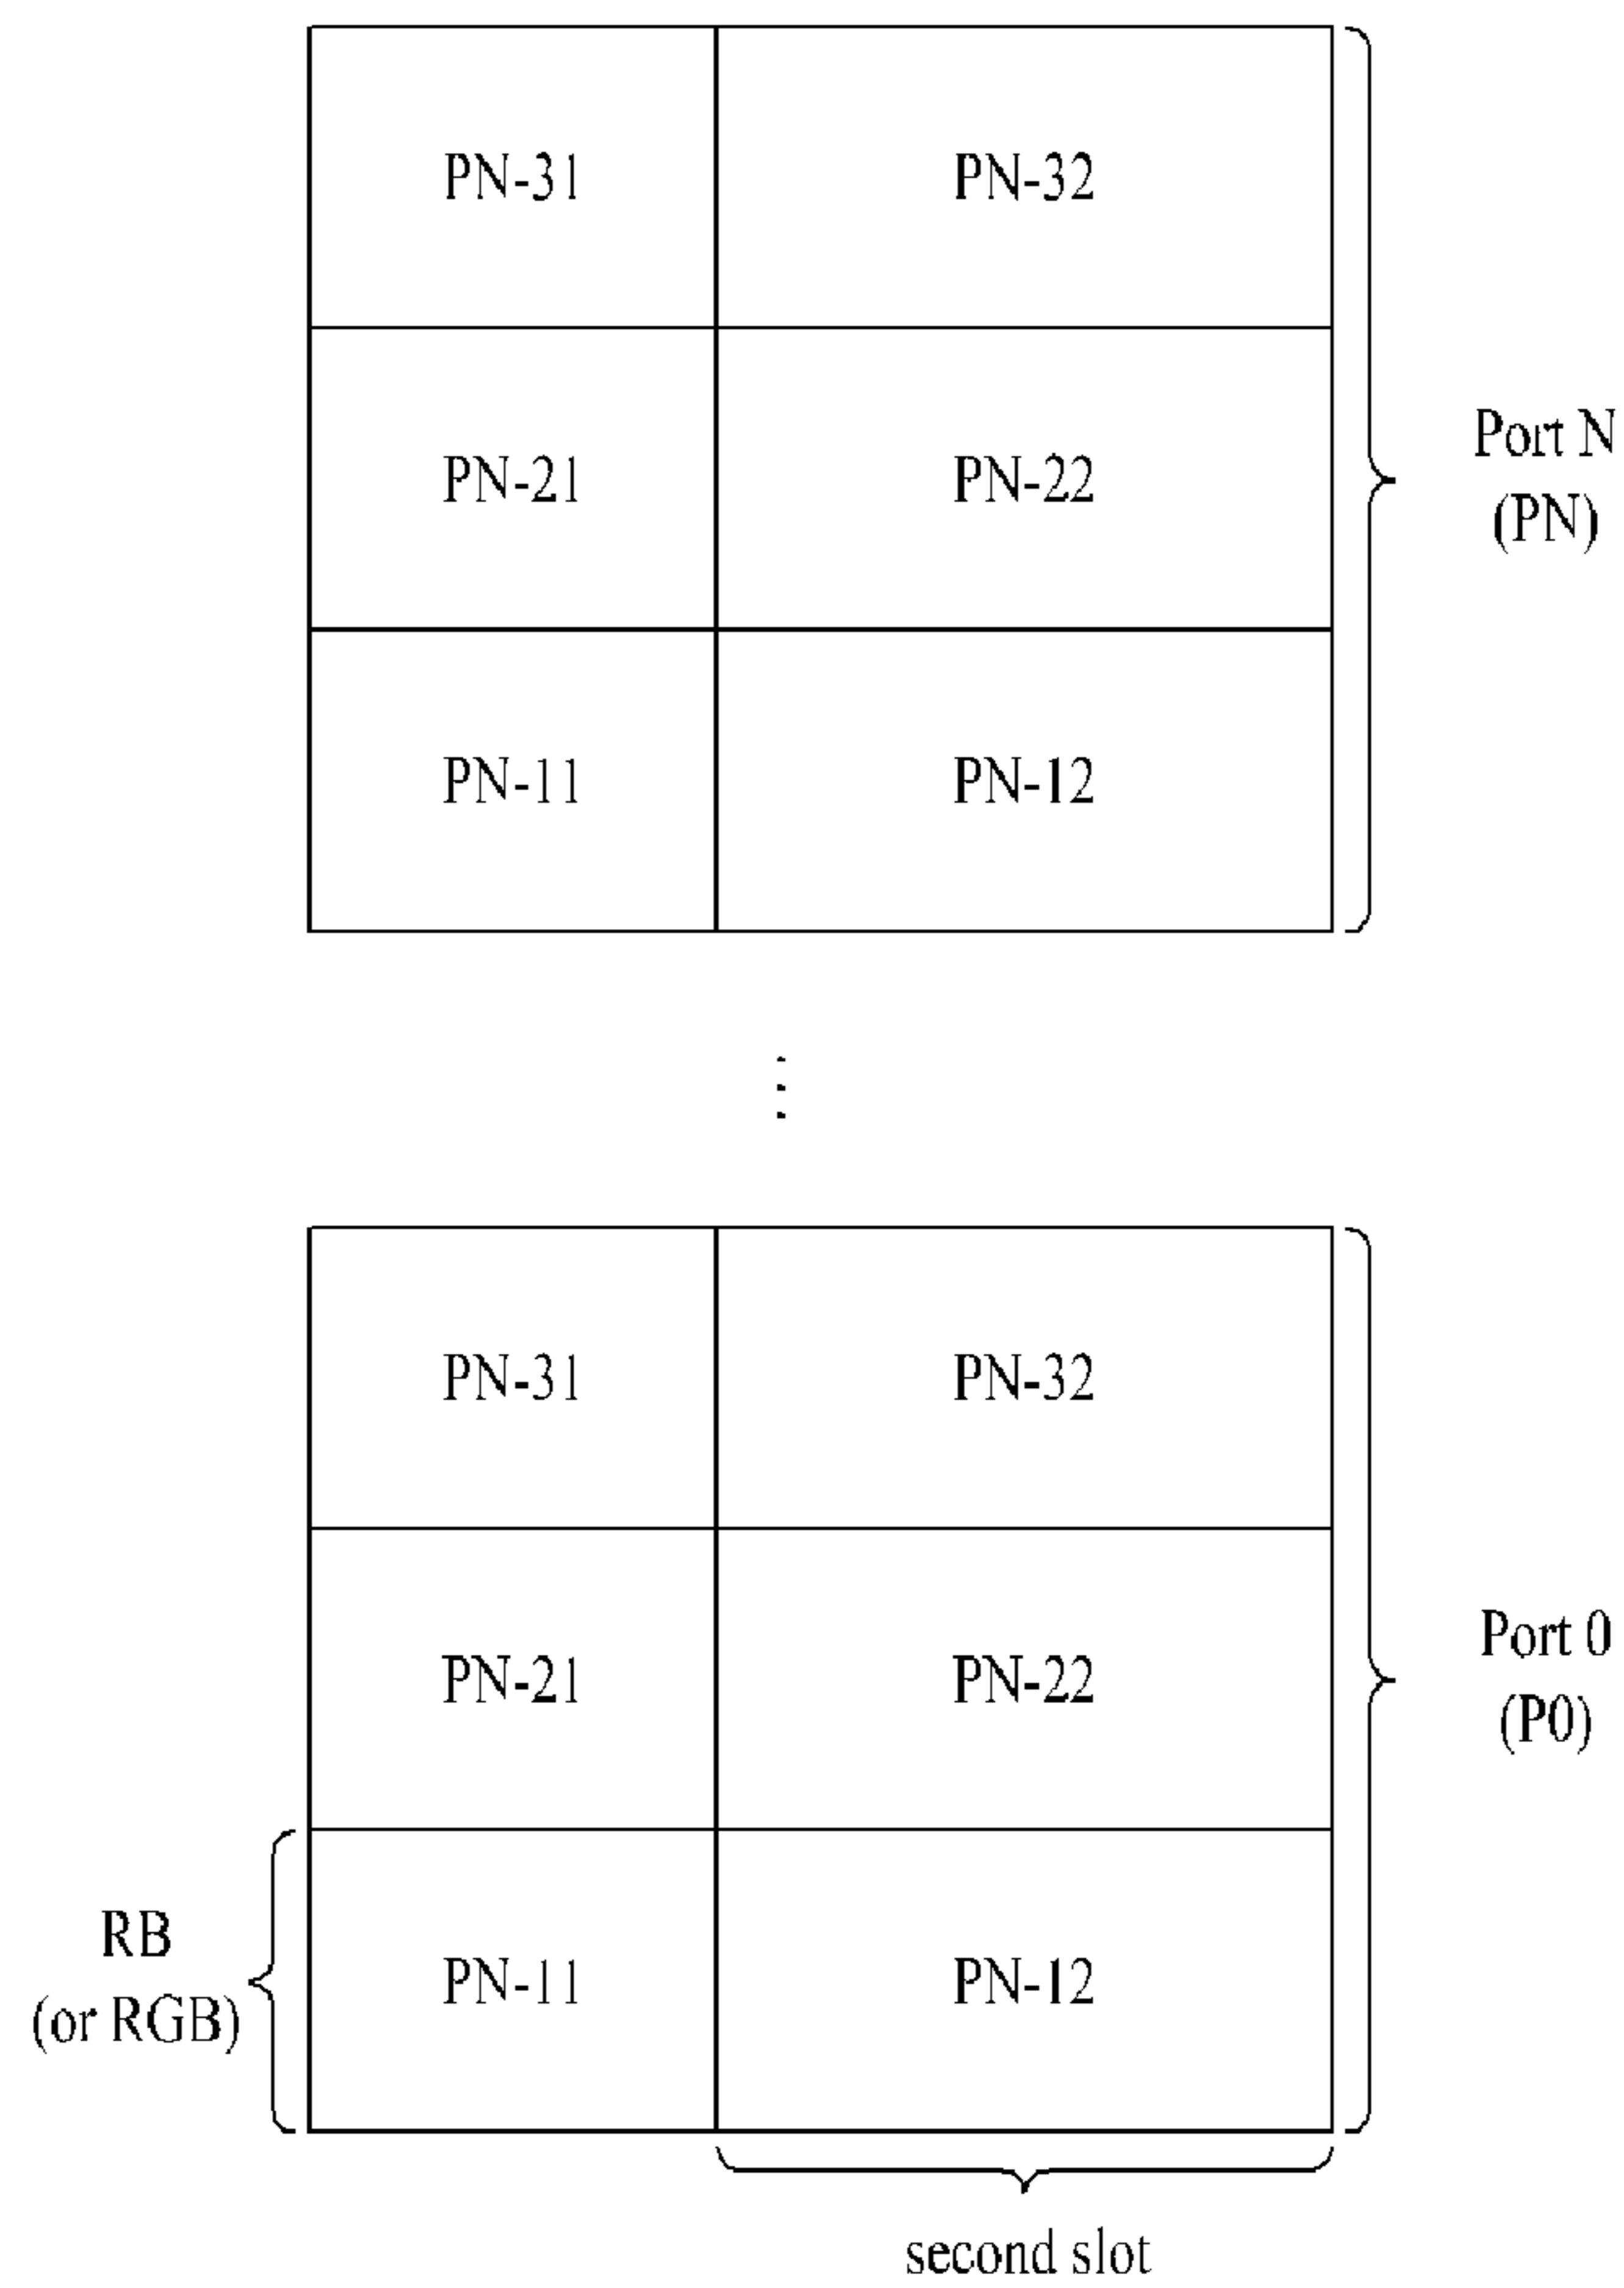 PN-31 PN-32
PN-21 PN-22
Port N
(PN)
PN-11 PN-12
PN-31 PN-32
PN-21 PN-22
Port 0
(P0)
RB
(or RGB)
PN-11 PN-12
second slot